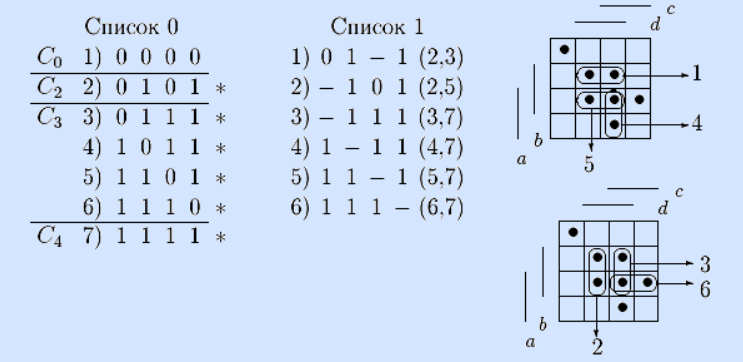 Список 0
C₀ 1) 0 0 0 0
C₂ 2) 0 1 0 1 *
C₃ 3) 0 1 1 1 *
4) 1 0 1 1 *
5) 1 1 0 1 *
6) 1 1 1 0 *
C₄ 7) 1 1 1 1 *
Список 1
1) 0 1 – 1 (2,3)
2) – 1 0 1 (2,5)
3) – 1 1 1 (3,7)
4) 1 – 1 1 (4,7)
5) 1 1 – 1 (5,7)
6) 1 1 1 – (6,7)
c
d
1
4
b
a
5
c
d
3
6
b
a
2